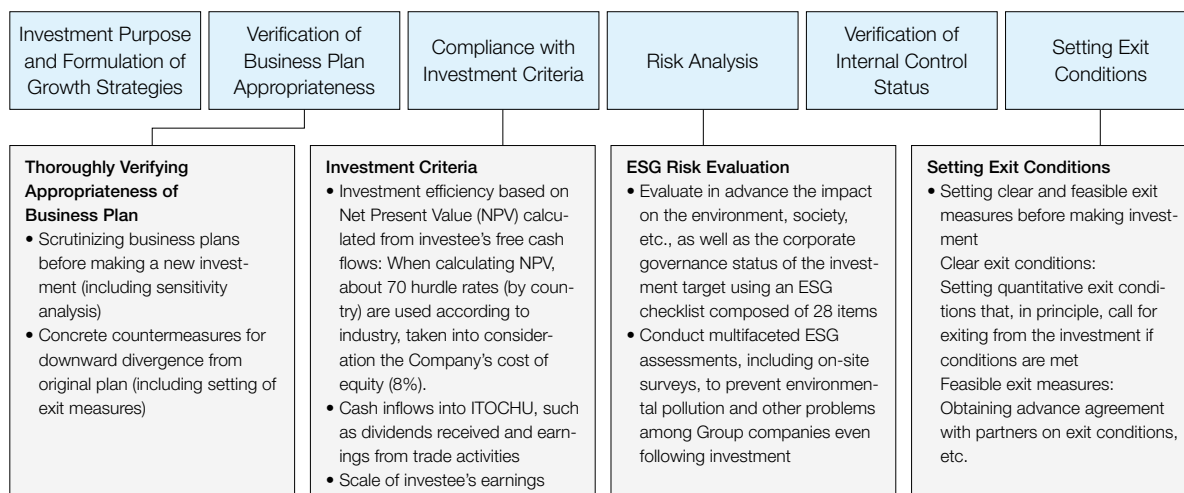 Investment Purpose
and Formulation of
Growth Strategies
Verification of
Business Plan
Appropriateness
Compliance with
Investment Criteria
Risk Analysis
Verification of
Internal Control
Status
Setting Exit
Conditions
Thoroughly Verifying
Appropriateness of
Business Plan
• Scrutinizing business plans
before making a new invest-
ment (including sensitivity
analysis)
• Concrete countermeasures for
downward divergence from
original plan (including setting of
exit measures)
Investment Criteria
• Investment efficiency based on
Net Present Value (NPV) calcu-
lated from investee's free cash
flows: When calculating NPV,
about 70 hurdle rates (by coun-
try) are used according to
industry, taken into consider-
ation the Company's cost of
equity (8%).
• Cash inflows into ITOCHU, such
as dividends received and earn-
ings from trade activities
• Scale of investee's earnings
ESG Risk Evaluation
• Evaluate in advance the impact
on the environment, society,
etc., as well as the corporate
governance status of the invest-
ment target using an ESG
checklist composed of 28 items
• Conduct multifaceted ESG
assessments, including on-site
surveys, to prevent environmen-
tal pollution and other problems
among Group companies even
following investment
Setting Exit Conditions
• Setting clear and feasible exit
measures before making invest-
ment
Clear exit conditions:
Setting quantitative exit condi-
tions that, in principle, call for
exiting from the investment if
conditions are met
Feasible exit measures:
Obtaining advance agreement
with partners on exit conditions,
etc.